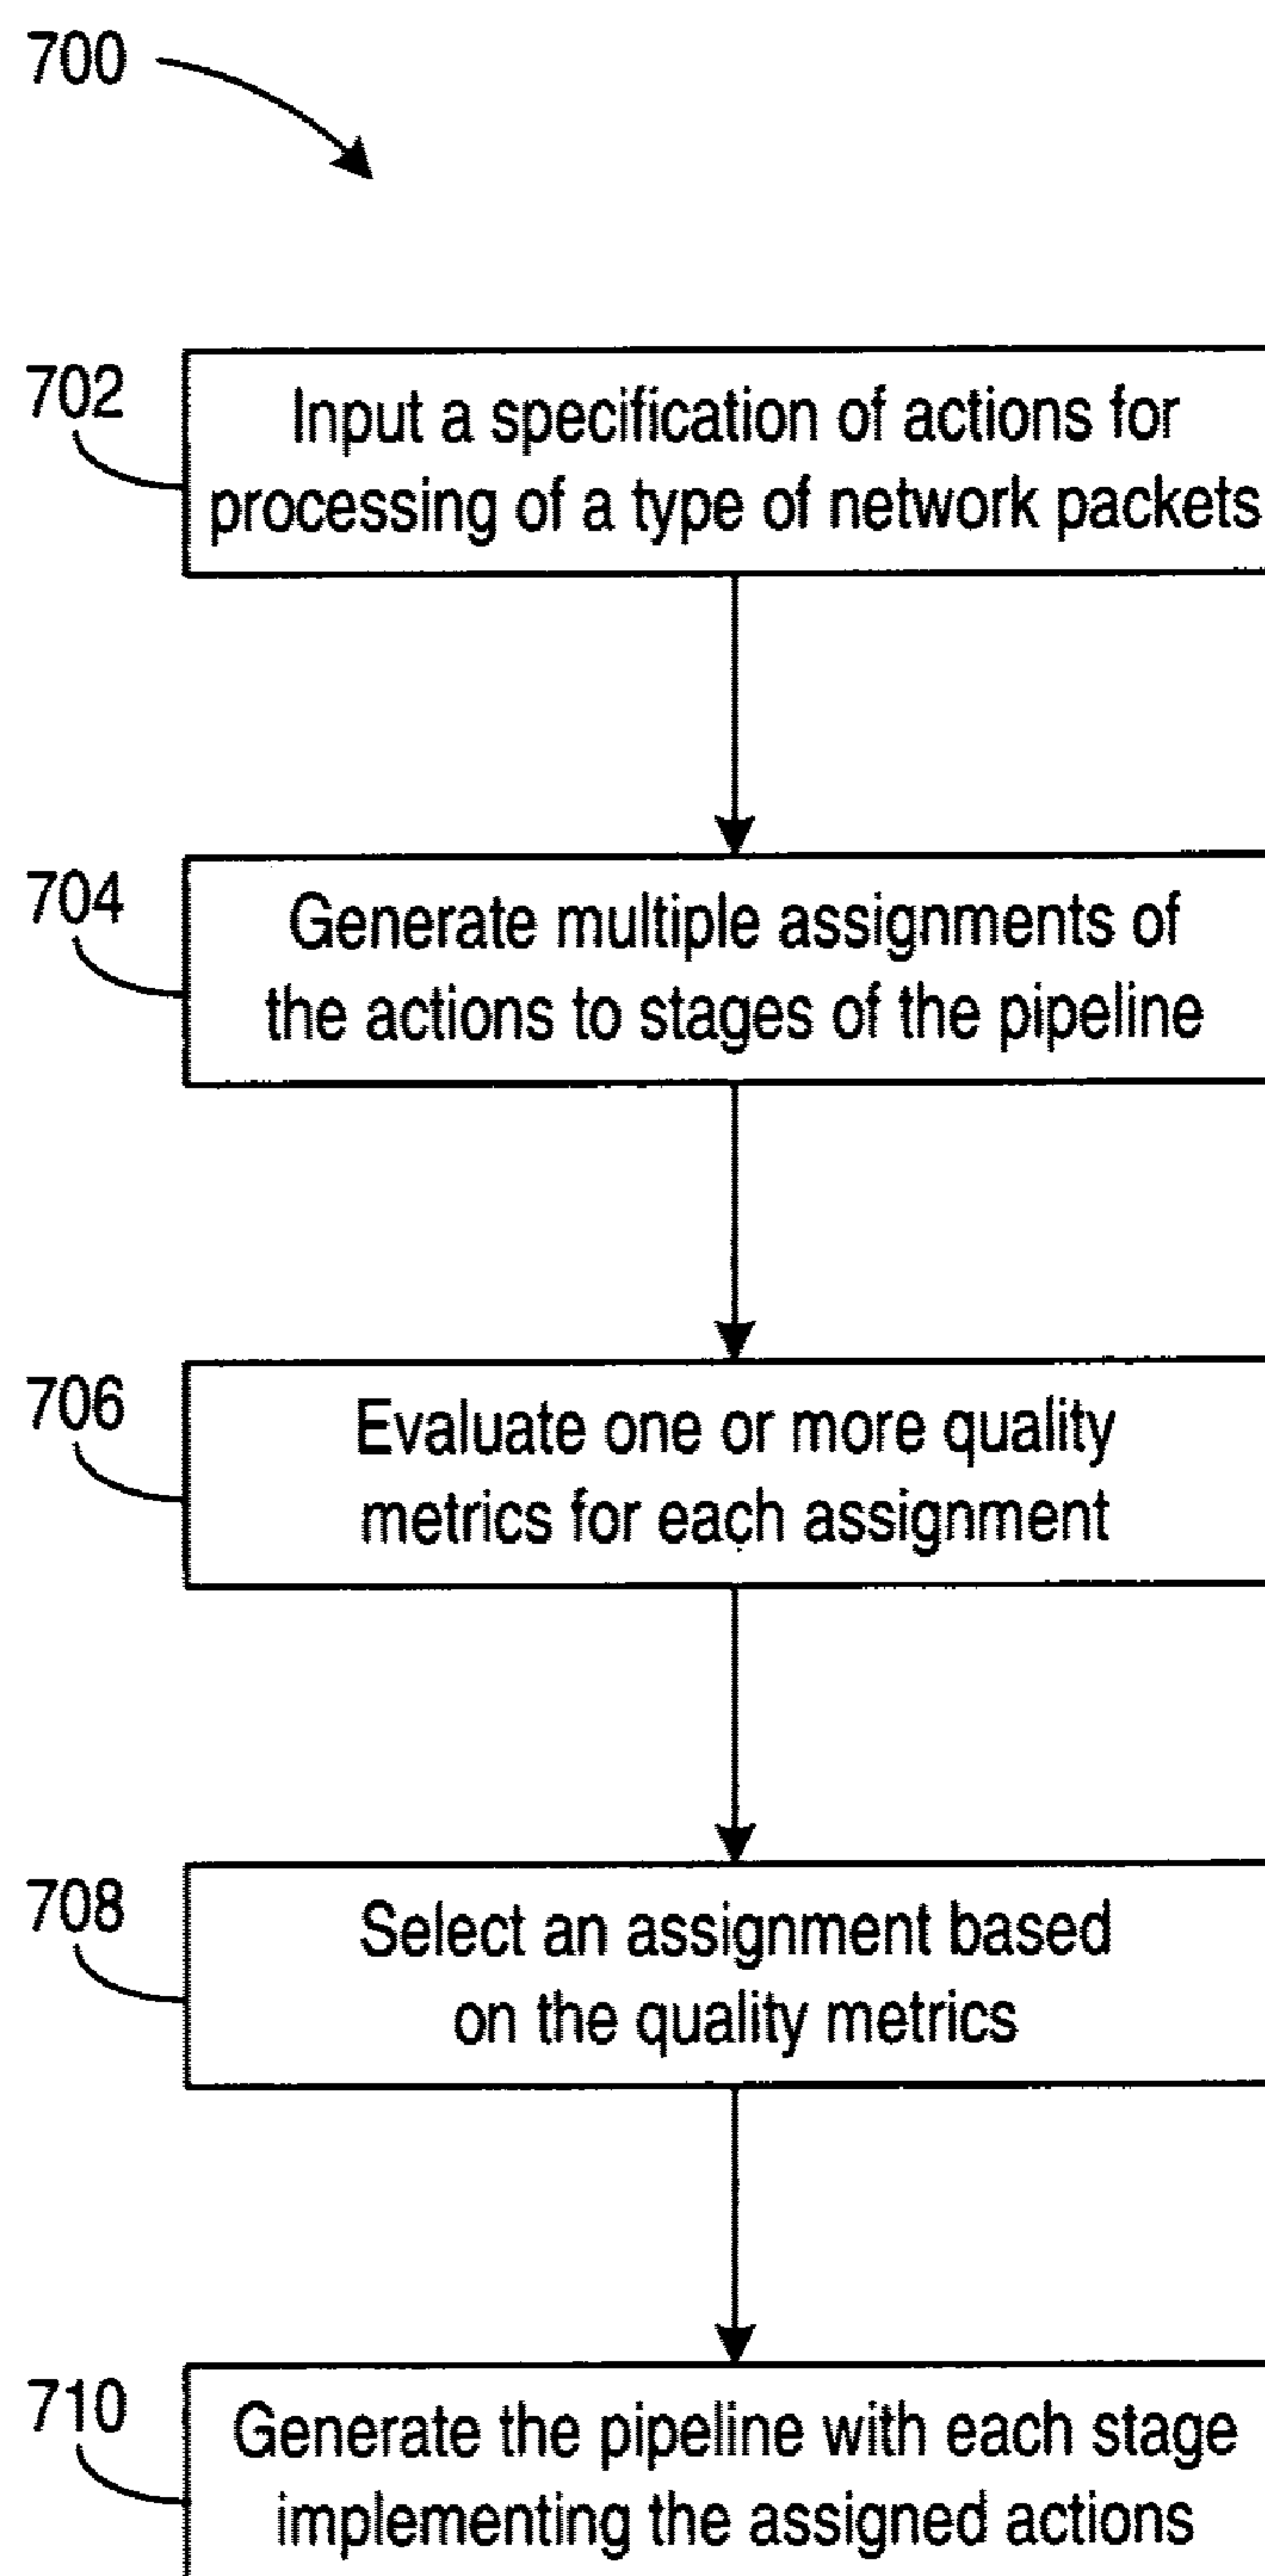 700
702
Input a specification of actions for
processing of a type of network packets
704
Generate multiple assignments of
the actions to stages of the pipeline
706
Evaluate one or more quality
metrics for each assignment
708
Select an assignment based
on the quality metrics
710
Generate the pipeline with each stage
implementing the assigned actions